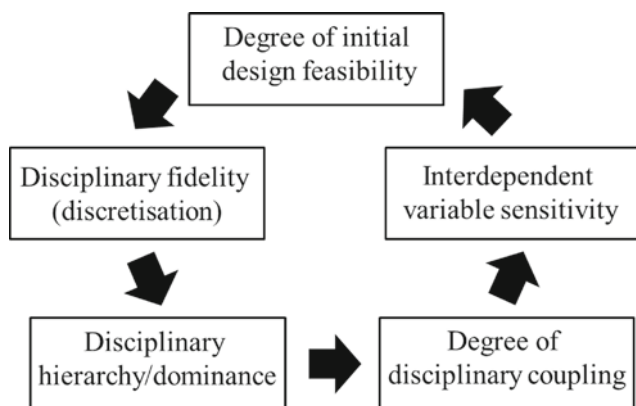 Degree of initial
design feasibility
Disciplinary fidelity
(discretisation)
Interdependent
variable sensitivity
Disciplinary
hierarchy/dominance
Degree of
disciplinary coupling